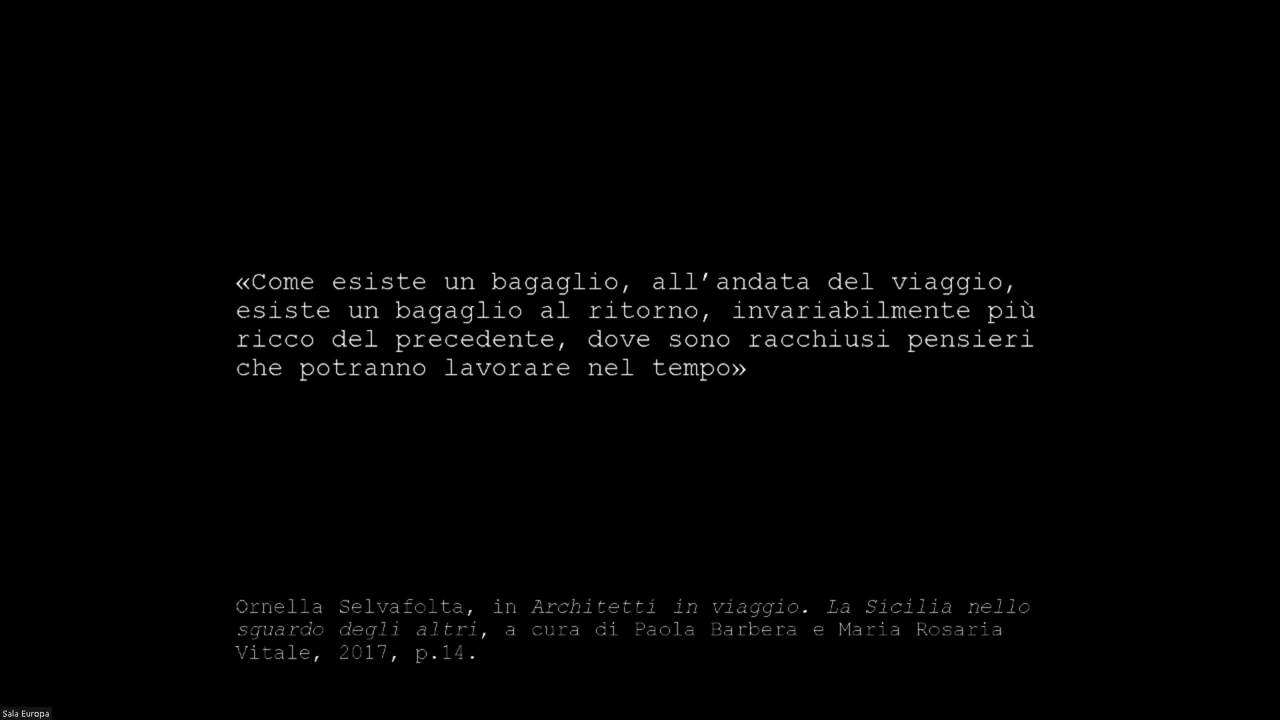 «Come esiste un bagaglio, all’andata del viaggio,
esiste un bagaglio al ritorno, invariabilmente più
ricco del precedente, dove sono racchiusi pensieri
che potranno lavorare nel tempo»
Ornella Selvafolta, in Architetti in viaggio. La Sicilia nello
sguardo degli altri, a cura di Paola Barbera e Maria Rosaria
Vitale, 2017, p.14.
Sala Europa